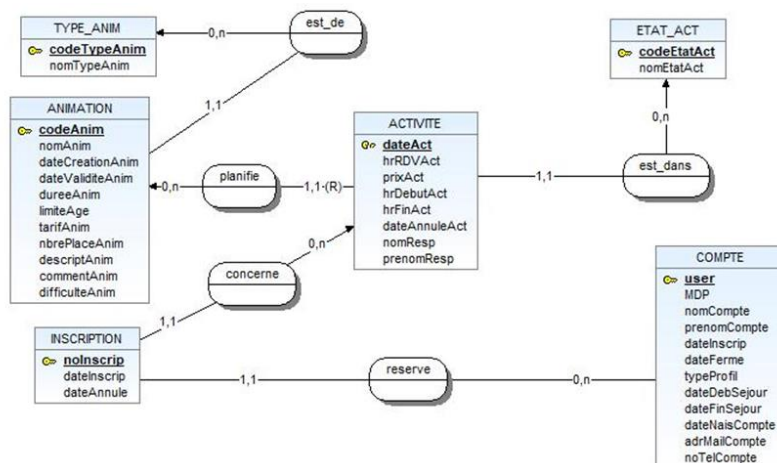 TYPE_ANIM
codeTypeAnim
nomTypeAnim
est_de
0,n
1,1
ETAT_ACT
codeEtatAct
nomEtatAct
0,n
ANIMATION
codeAnim
nomAnim
dateCreationAnim
dateValiditeAnim
dureeAnim
limiteAge
tarifAnim
nbrePlaceAnim
descriptAnim
commentAnim
difficulteAnim
0,n
planifie
1,1-(R)
ACTIVITE
dateAct
hrRDVAct
prixAct
hrDebutAct
hrFinAct
dateAnnuleAct
nomResp
prenomResp
1,1
est_dans
0,n
concerne
1,1
INSCRIPTION
noInscrip
dateInscrip
dateAnnule
1,1
reserve
0,n
COMPTE
user
MDP
nomCompte
prenomCompte
dateInscrip
dateFerme
typeProfil
dateDebSejour
dateFinSejour
dateNaisCompte
adrMailCompte
noTelCompte